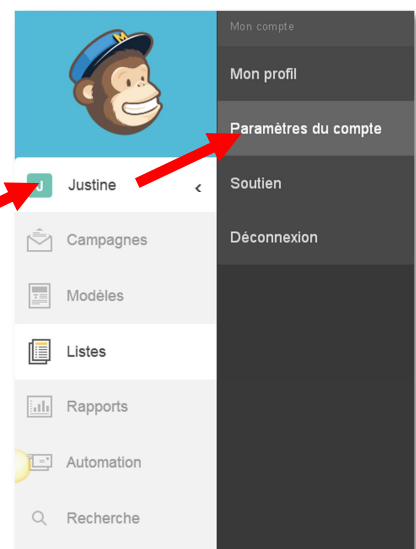 Mon compte
Mon profil
Paramètres du compte
Soutien
Déconnexion
J
Justine
Campagnes
Modèles
Listes
Rapports
Automation
Recherche